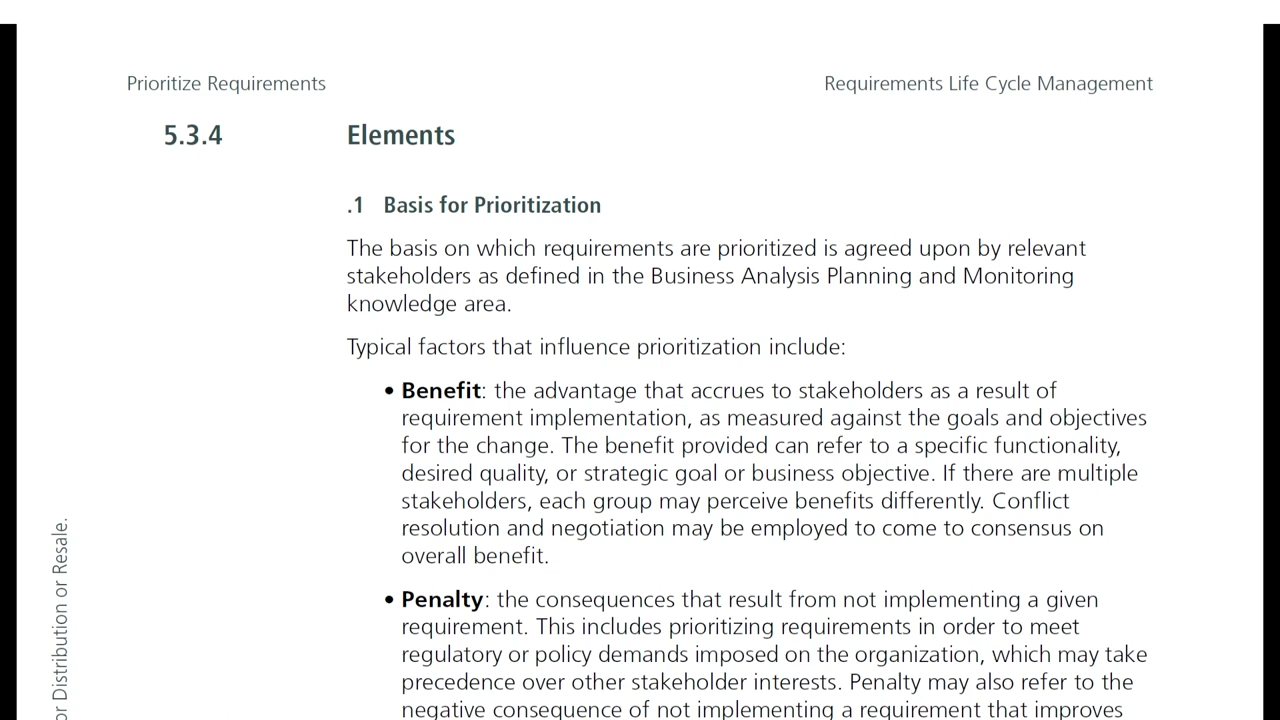 Prioritize Requirements Requirements Life Cycle Management
5.3.4 Elements
.1 Basis for Prioritization
The basis on which requirements are prioritized is agreed upon by relevant
stakeholders as defined in the Business Analysis Planning and Monitoring
knowledge area.
Typical factors that influence prioritization include:
• Benefit: the advantage that accrues to stakeholders as a result of
requirement implementation, as measured against the goals and objectives
for the change. The benefit provided can refer to a specific functionality,
desired quality, or strategic goal or business objective. If there are multiple
stakeholders, each group may perceive benefits differently. Conflict
resolution and negotiation may be employed to come to consensus on
overall benefit.
• Penalty: the consequences that result from not implementing a given
requirement. This includes prioritizing requirements in order to meet
regulatory or policy demands imposed on the organization, which may take
precedence over other stakeholder interests. Penalty may also refer to the
negative consequence of not implementing a requirement that improves
or Distribution or Resale.